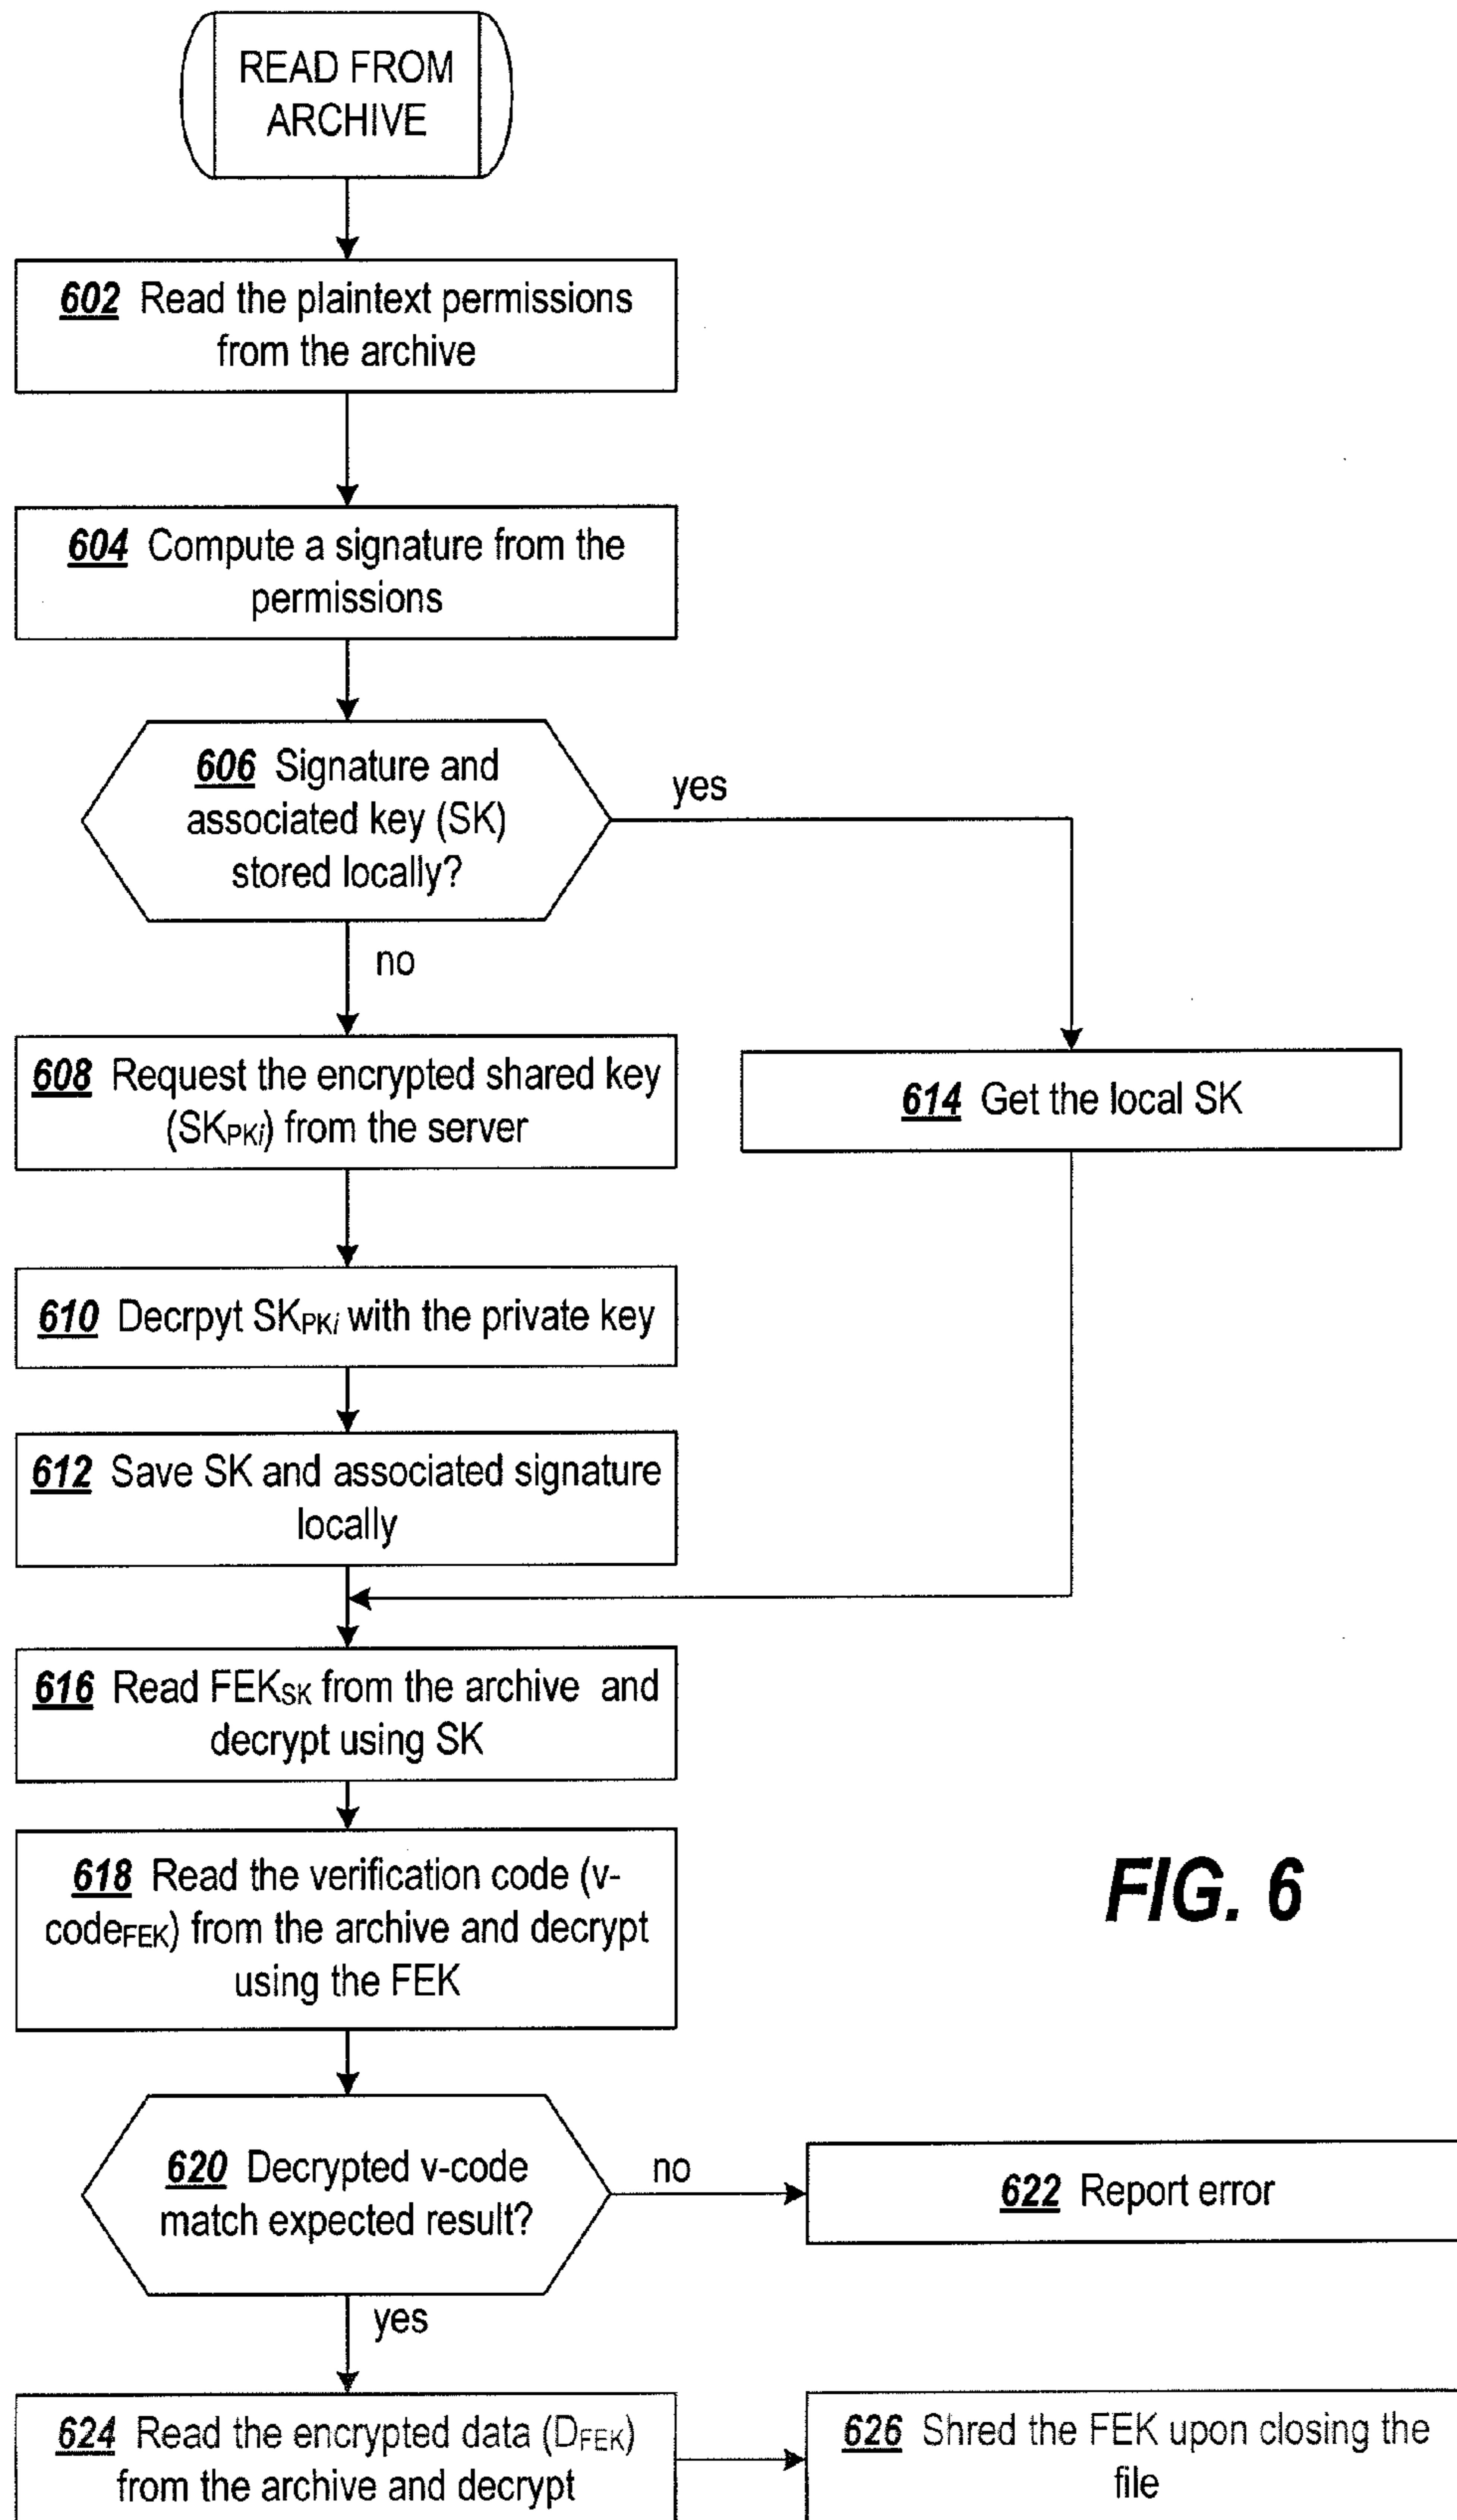 READ FROM
ARCHIVE
602 Read the plaintext permissions
from the archive
604 Compute a signature from the
permissions
606 Signature and
associated key (SK)
stored locally?
yes
no
608 Request the encrypted shared key
(SKPKi) from the server
614 Get the local SK
610 Decrpyt SKPKi with the private key
612 Save SK and associated signature
locally
616 Read FEKSK from the archive and
decrypt using SK
618 Read the verification code (v-
codeFEK) from the archive and decrypt
using the FEK
FIG. 6
620 Decrypted v-code
match expected result?
no
622 Report error
yes
624 Read the encrypted data (DFEK)
from the archive and decrypt
626 Shred the FEK upon closing the
file